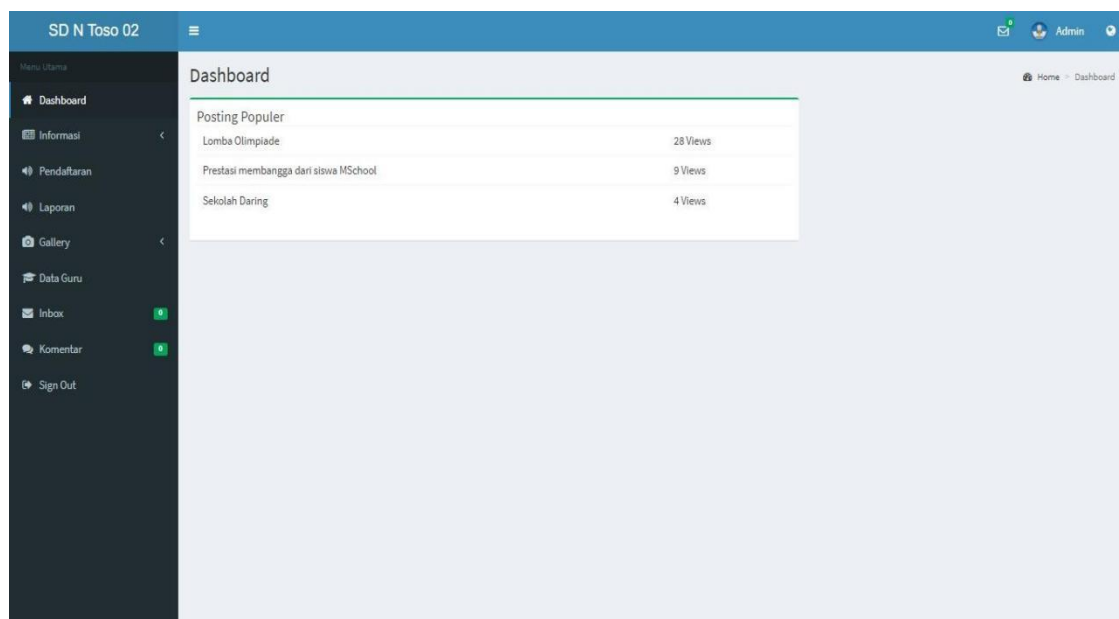 SD N Toso 02
0
Admin
Menu Utama
Dashboard
Home > Dashboard
Dashboard
Posting Populer
Informasi
Lomba Olimpiade 28 Views
Pendaftaran
Prestasi membangga dari siswa MSchool 9 Views
Laporan
Sekolah Daring 4 Views
Gallery
Data Guru
Inbox 0
Komentar 0
Sign Out